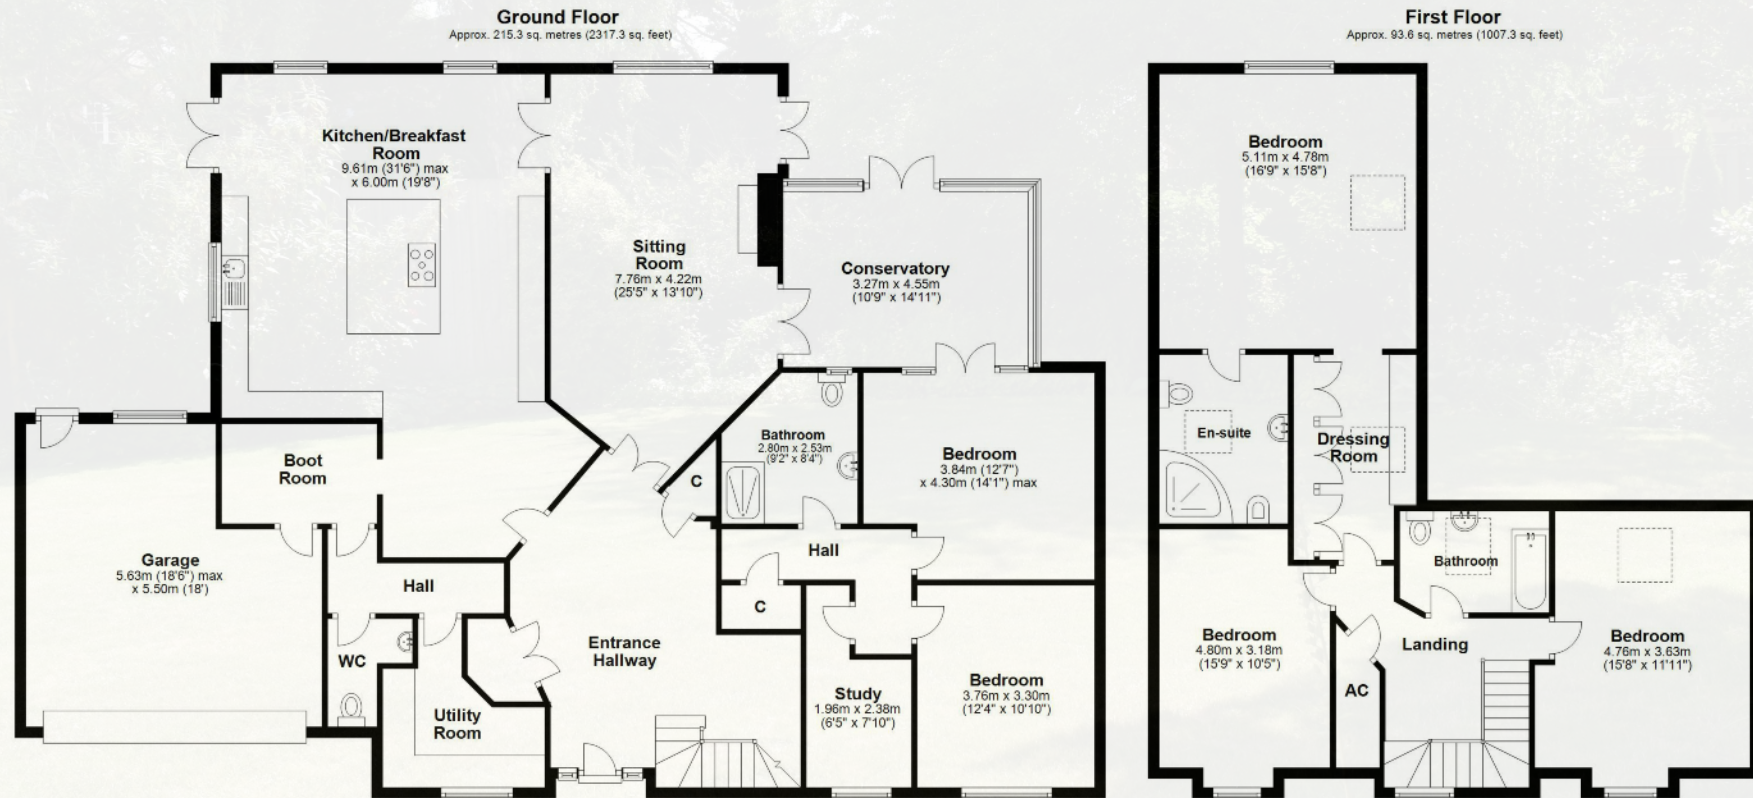 Ground Floor
Approx. 215.3 sq. metres (2317.3 sq. feet)
Kitchen/Breakfast
Room
9.61m (31'6") max
x 6.00m (19'8")
Sitting
Room
7.76m x 4.22m
(25'5" x 13'10")
Conservatory
3.27m x 4.55m
(10'9" x 14'11")
Boot
Room
C
Bathroom
2.80m x 2.53m
(9'2" x 8'4")
Bedroom
3.84m (12'7")
x 4.30m (14'1") max
Garage
5.63m (18'6") max
x 5.50m (18')
Hall
Hall
C
WC
Entrance
Hallway
Utility
Room
Study
1.96m x 2.38m
(6'5" x 7'10")
Bedroom
3.76m x 3.30m
(12'4" x 10'10")
First Floor
Approx. 93.6 sq. metres (1007.3 sq. feet)
Bedroom
5.11m x 4.78m
(16'9" x 15'8")
En-suite
Dressing
Room
Bathroom
Bedroom
4.80m x 3.18m
(15'9" x 10'5")
Landing
AC
Bedroom
4.76m x 3.63m
(15'8" x 11'11")